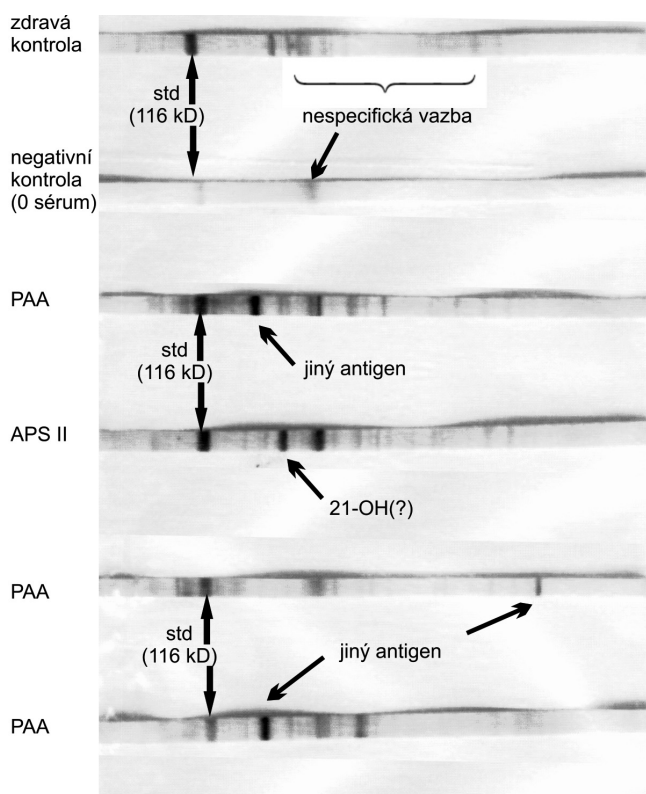 zdravá
kontrola
std
(116 kD)
nespecifická vazba
negativní
kontrola
(0 sérum)
PAA
std
(116 kD)
jiný antigen
APS II
21-OH(?)
PAA
std
(116 kD)
jiný antigen
PAA